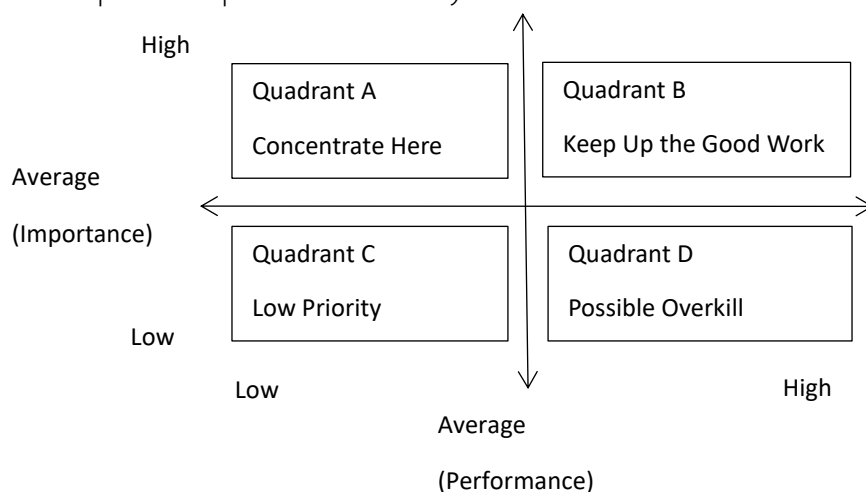 High
Quadrant A
Concentrate Here
Quadrant B
Keep Up the Good Work
Average
(Importance)
Quadrant C
Low Priority
Quadrant D
Possible Overkill
Low
Low
High
Average
(Performance)